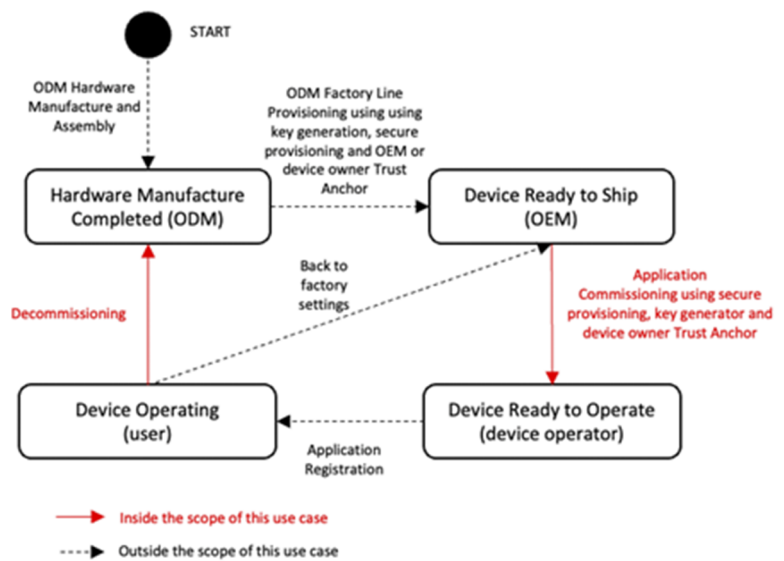 START
ODM Hardware
Manufacture and
Assembly
ODM Factory Line
Provisioning using using
key generation, secure
provisioning and OEM or
device owner Trust
Anchor
Hardware Manufacture
Completed (ODM)
Device Ready to Ship
(OEM)
Decommissioning
Back to
factory
settings
Application
Commissioning using secure
provisioning, key generator and
device owner Trust Anchor
Device Operating
(user)
Device Ready to Operate
(device operator)
Application
Registration
Inside the scope of this use case
Outside the scope of this use case